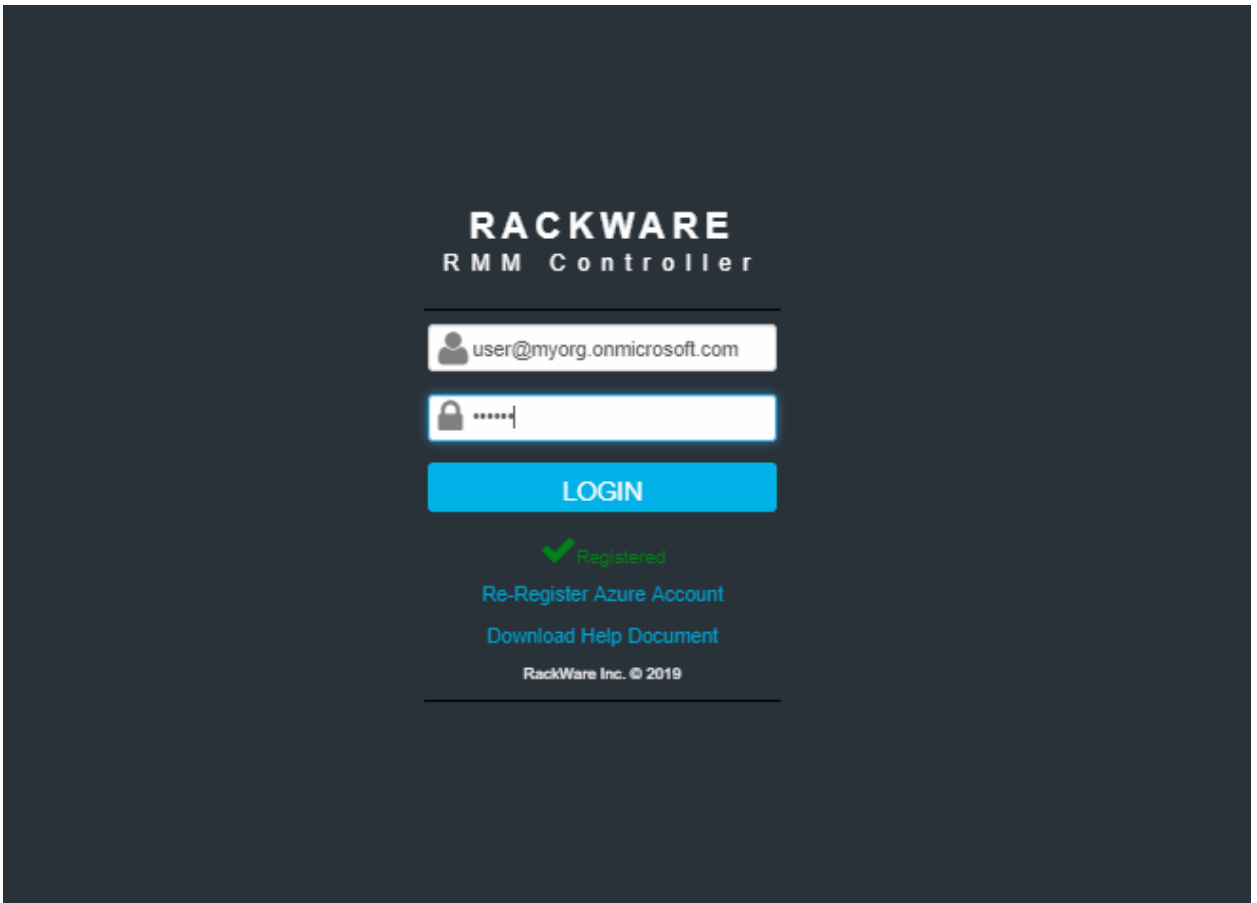 RACKWARE
RMM Controller
user@myorg.onmicrosoft.com
••••••
LOGIN
Registered
Re-Register Azure Account
Download Help Document
RackWare Inc. © 2019